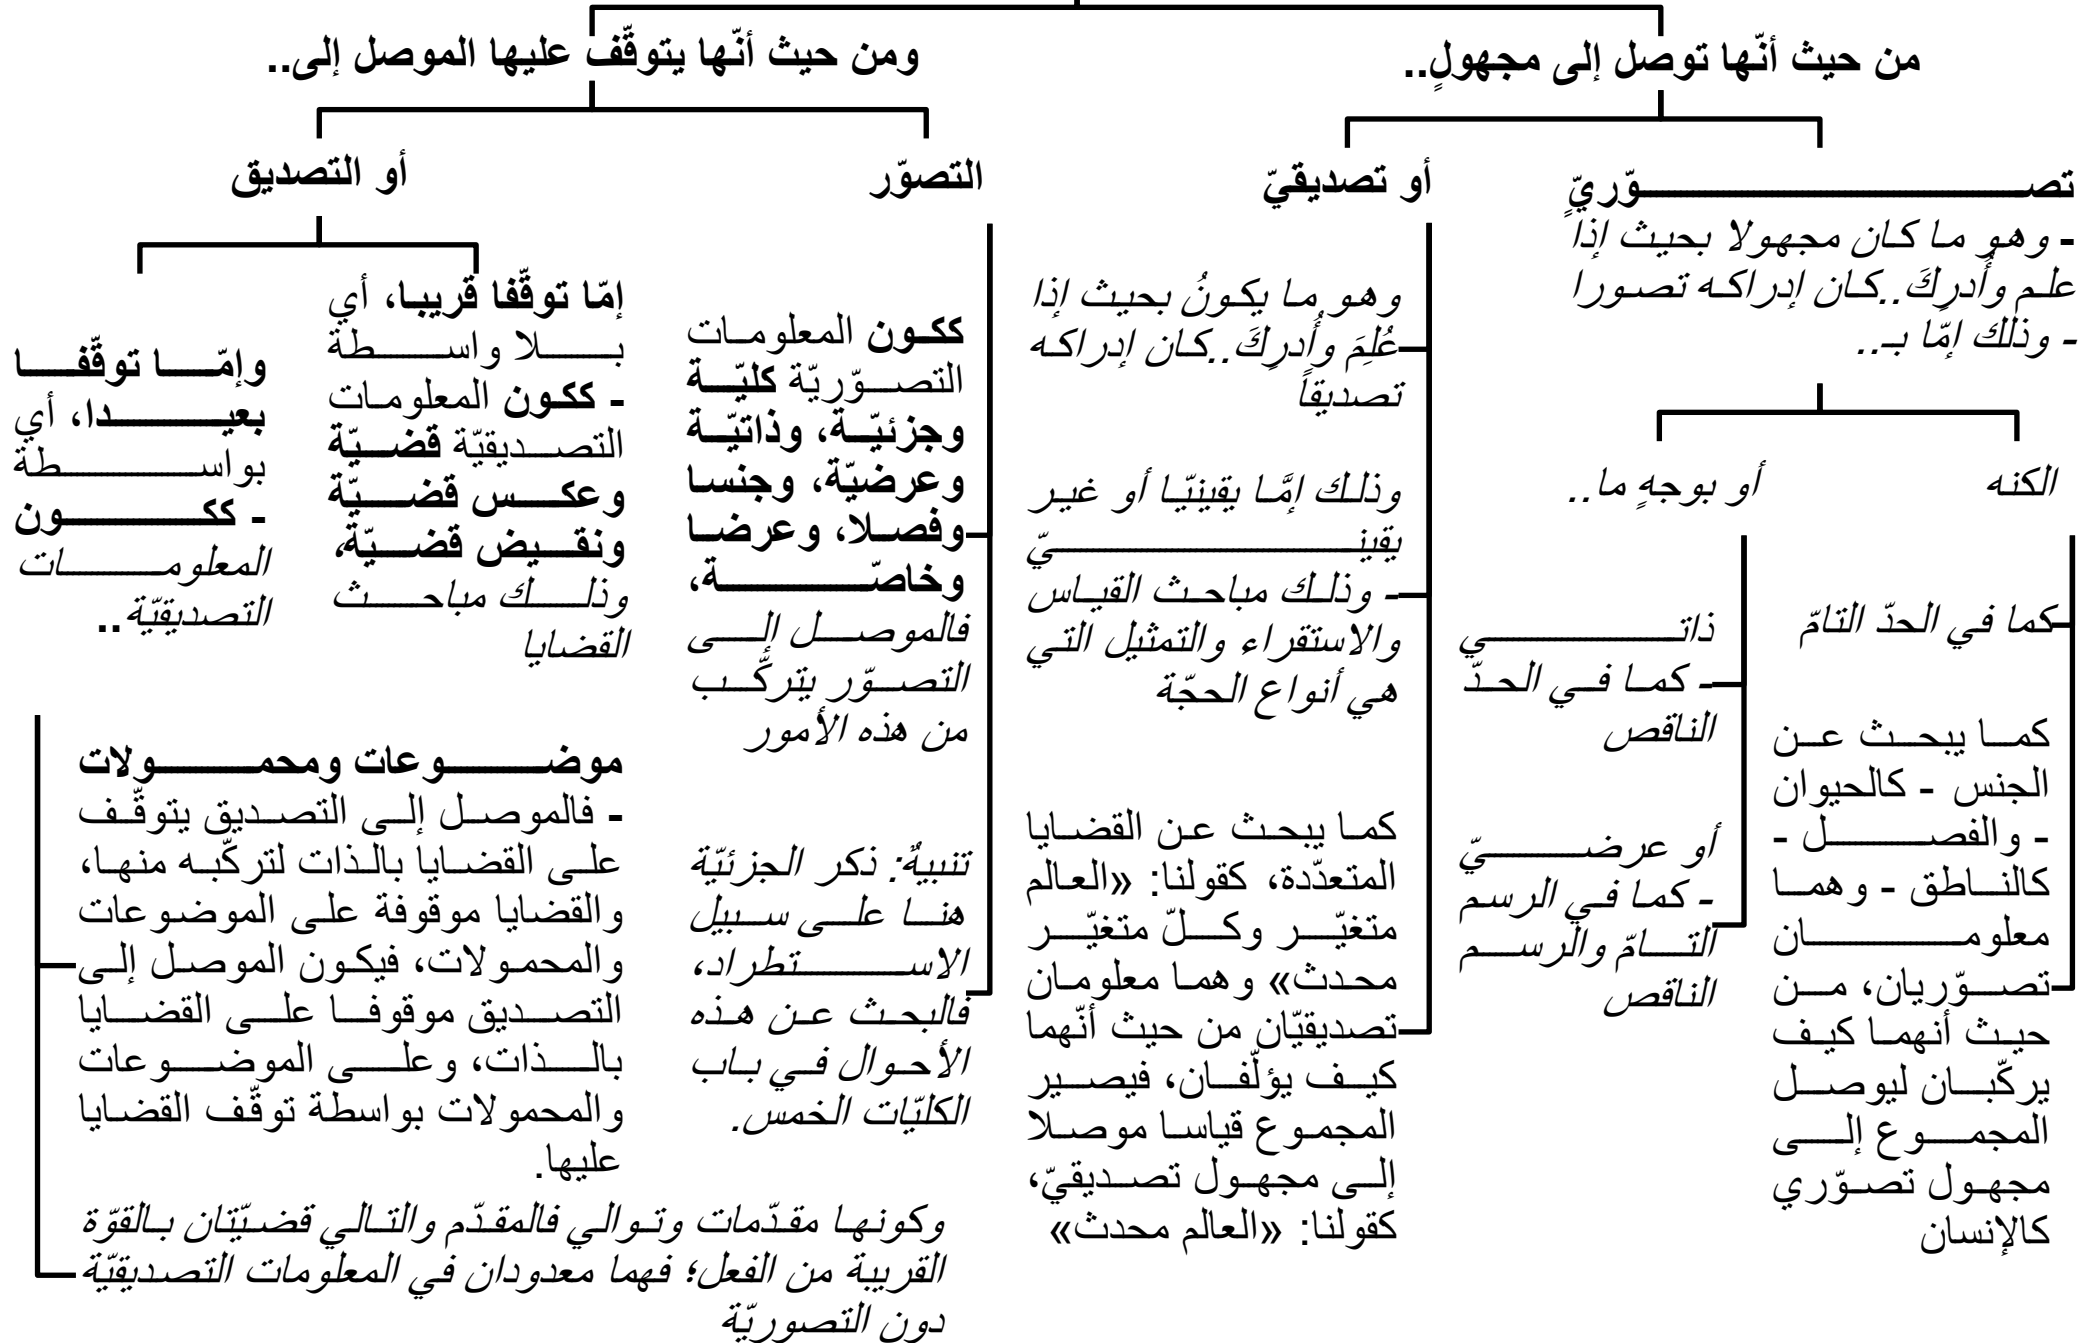 من حيث أنّها توصل إلى مجهولٍ..
ومن حيث أنّها يتوقّف عليها الموصل إلى..
تصوّريّ
- وهو ما كان مجهولا بحيث إذا
علم وأُدرِكَ..كان إدراكه تصورا
- وذلك إمّا بـ..
الكنه
كما في الحدّ التامّ
كما يبحث عن
الجنس - كالحيوان
- والفصل -
كالناطق - وهما
معلومان
تصوّريان، من
حيث أنهما كيف
يركّبان ليوصل
المجموع إلى
مجهول تصوّري
كالإنسان
أو بوجهٍ ما..
ذاتي
- كما في الحدّ
الناقص
أو عرضيّ
- كما في الرسم
التامّ والرسم
الناقص
أو تصديقيّ
وهو ما يكونُ بحيث إذا
عُلِمَ وأُدرِكَ..كان إدراكه
تصديقاً
وذلك إمَّا يقينيّا أو غير
يقينيّ
- وذلك مباحث القياس
والاستقراء والتمثيل التي
هي أنواع الحجّة
كما يبحث عن القضايا
المتعدّدة، كقولنا: «العالم
متغيّر وكلّ متغيّر
محدث» وهما معلومان
تصديقيّان من حيث أنّهما
كيف يؤلّفان، فيصير
المجموع قياسا موصلا
إلى مجهول تصديقيّ،
كقولنا: «العالم محدث»
التصوّر
ككون المعلومات
التصوّريّة كليّة
وجزئيّة، وذاتيّة
وعرضيّة، وجنسا
وفصلا، وعرضا
وخاصّة،
فالموصل إلى
التصوّر يتركّب
من هذه الأمور
تنبيهٌ: ذكر الجزئيّة
هنا على سبيل
الاستطراد،
فالبحث عن هذه
الأحوال في باب
الكليّات الخمس.
أو التصديق
إمّا توقّفا قريبا، أي
بلا واسطة
- ككون المعلومات
التصديقيّة قضيّة
وعكس قضيّة
ونقيض قضيّة،
وذلك مباحث
القضايا
وإمّا توقّفا
بعيدا، أي
بواسطة
- ككون
المعلومات
التصديقيّة..
موضوعات ومحمولات
- فالموصل إلى التصديق يتوقّف
على القضايا بالذات لتركّبه منها،
والقضايا موقوفة على الموضوعات
والمحمولات، فيكون الموصل إلى
التصديق موقوفا على القضايا
بالذات، وعلى الموضوعات
والمحمولات بواسطة توقّف القضايا
عليها.
وكونها مقدّمات وتوالي فالمقدّم والتالي قضيّتان بالقوّة
القريبة من الفعل؛ فهما معدودان في المعلومات التصديقيّة
دون التصوريّة